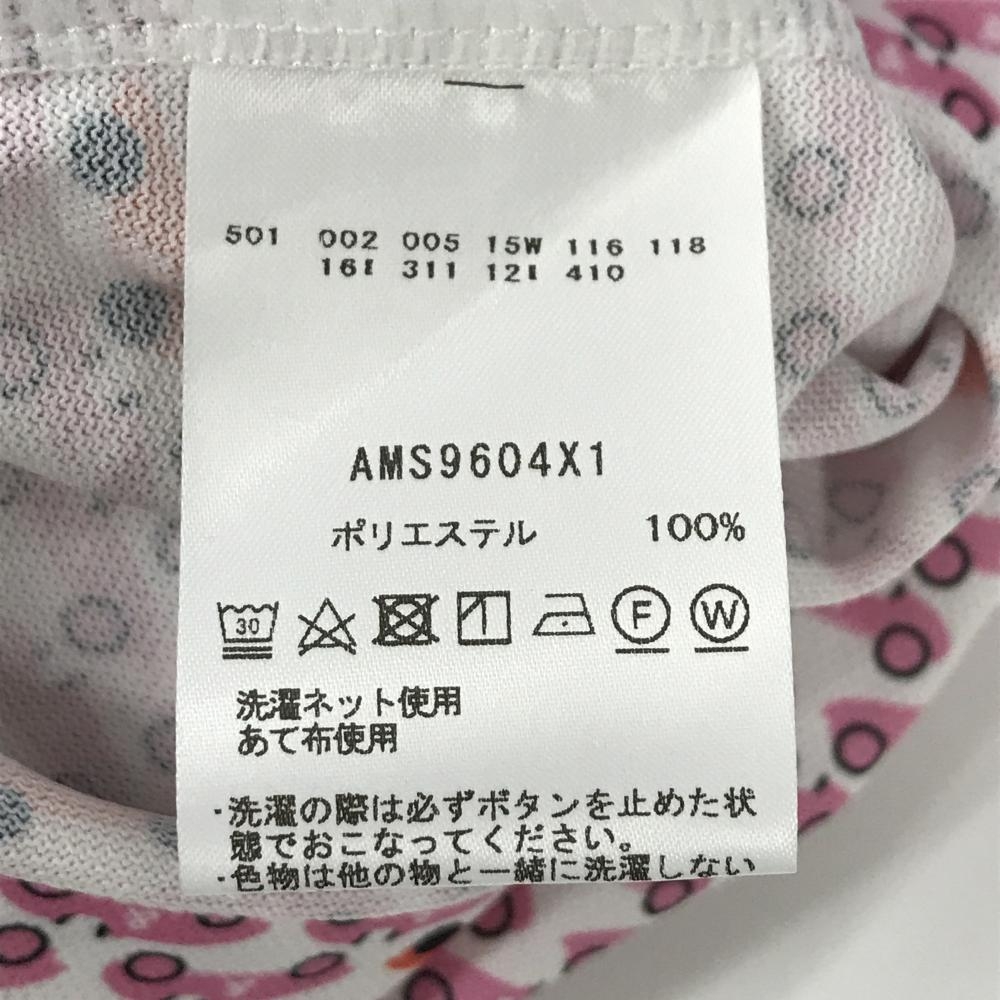 501 002 005 15W 116 118
16I 311 12I 410
AMS9604X1
ポリエステル 100%
30 F W
洗濯ネット使用
あて布使用
・洗濯の際は必ずボタンを止めた状
態でおこなってください。
・色物は他の物と一緒に洗濯しない